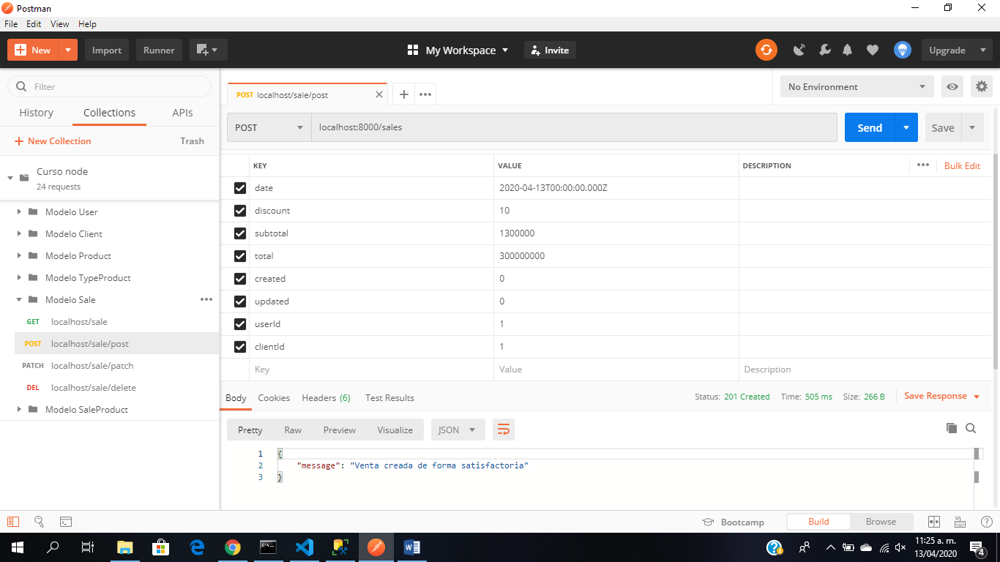 Postman
File Edit View Help
New Import Runner My Workspace Invite Upgrade
Filter
History Collections APIs
New Collection Trash
Curso node
24 requests
Modelo User
Modelo Client
Modelo Product
Modelo TypeProduct
Modelo Sale
GET localhost/sale
POST localhost/sale/post
PATCH localhost/sale/patch
DEL localhost/sale/delete
Modelo SaleProduct
POST localhost/sale/post
No Environment
POST localhost:8000/sales Send Save
KEY VALUE DESCRIPTION Bulk Edit
date 2020-04-13T00:00:00.000Z
discount 10
subtotal 1300000
total 300000000
created 0
updated 0
userId 1
clientId 1
Key Value Description
Body Cookies Headers (6) Test Results Status: 201 Created Time: 505 ms Size: 266 B Save Response
Pretty Raw Preview Visualize JSON
1 {
2 "message": "Venta creada de forma satisfactoria"
3 }
Bootcamp Build Browse
11:25 a. m.
13/04/2020
4